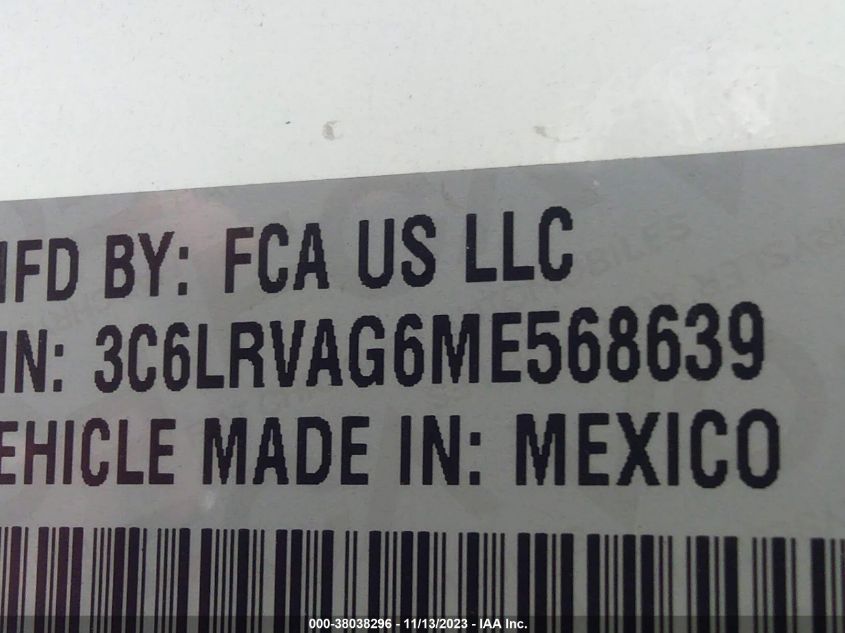 MFD BY: FCA US LLC
IN: 3C6LRVAG6ME568639
EHICLE MADE IN: MEXICO
000-38038296 - 11/13/2023 - IAA Inc.